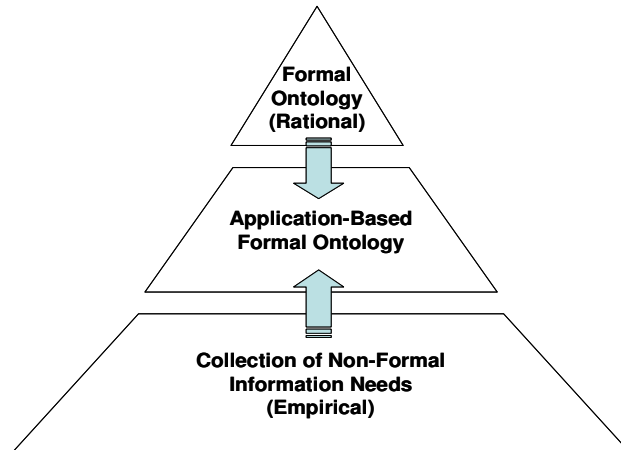 Formal
Ontology
(Rational)
Application-Based
Formal Ontology
Collection of Non-Formal
Information Needs
(Empirical)